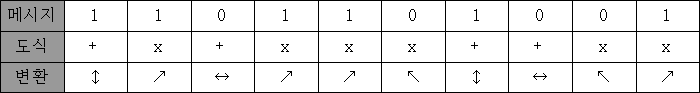 메시지 1 1 0 1 1 0 1 0 0 1
도식 + x + x x x + + x x
변환 ↕ ↗ ↔ ↗ ↗ ↖ ↕ ↔ ↖ ↗